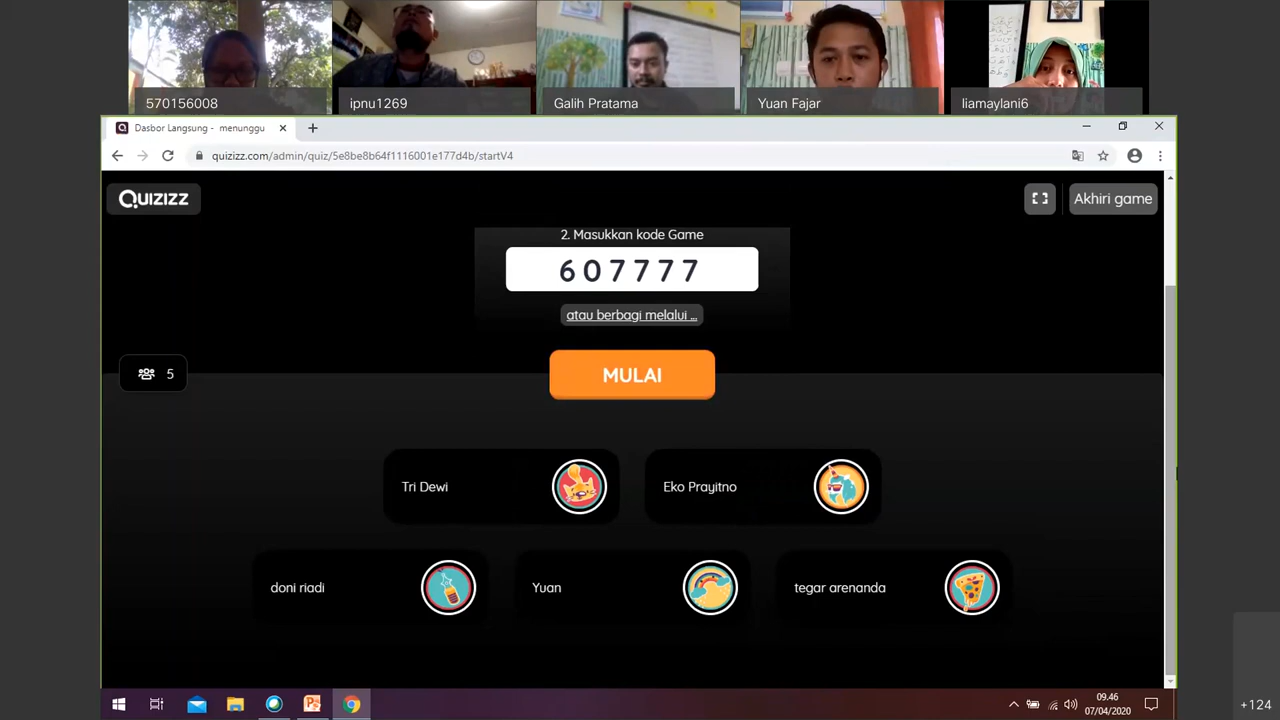 570156008
ipnu1269
Galih Pratama
Yuan Fajar
liamaylani6
Dasbor Langsung - menunggu
quizizz.com/admin/quiz/5e8be8b64f1116001e177d4b/startV4
QUIZIZZ
Akhiri game
2. Masukkan kode Game
607777
atau berbagi melalui ...
5
MULAI
Tri Dewi
Eko Prayitno
doni riadi
Yuan
tegar arenanda
09.46
07/04/2020
+124